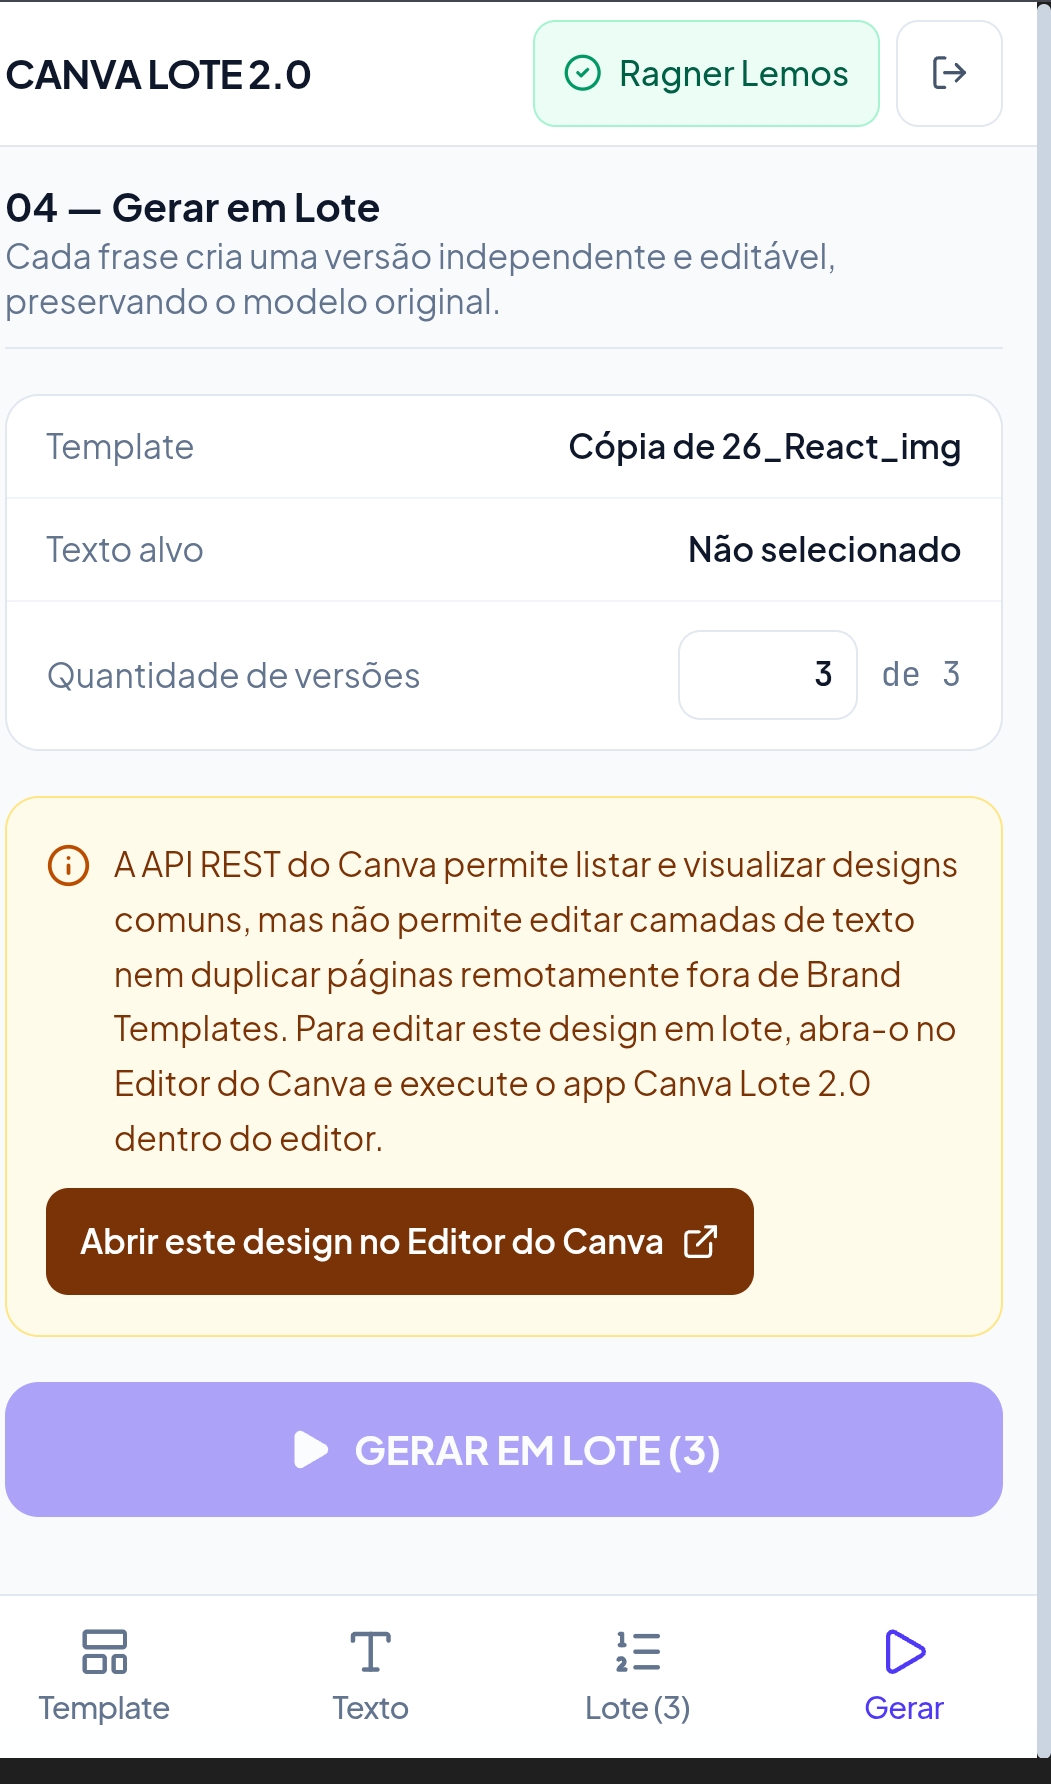 CANVA LOTE 2.0
Ragner Lemos
04 — Gerar em Lote
Cada frase cria uma versão independente e editável,
preservando o modelo original.
Template
Cópia de 26_React_img
Texto alvo
Não selecionado
Quantidade de versões
3
de 3
A API REST do Canva permite listar e visualizar designs
comuns, mas não permite editar camadas de texto
nem duplicar páginas remotamente fora de Brand
Templates. Para editar este design em lote, abra-o no
Editor do Canva e execute o app Canva Lote 2.0
dentro do editor.
Abrir este design no Editor do Canva
GERAR EM LOTE (3)
Template
Texto
Lote (3)
Gerar